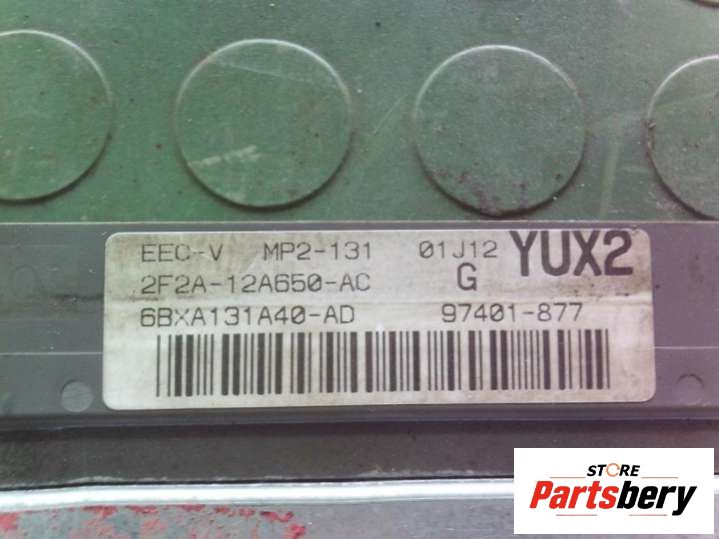 EEC-V MP2-131 01J12 YUX2
2F2A-12A650-AC G
6BXA131A40-AD 97401-877
STORE
Partsbery